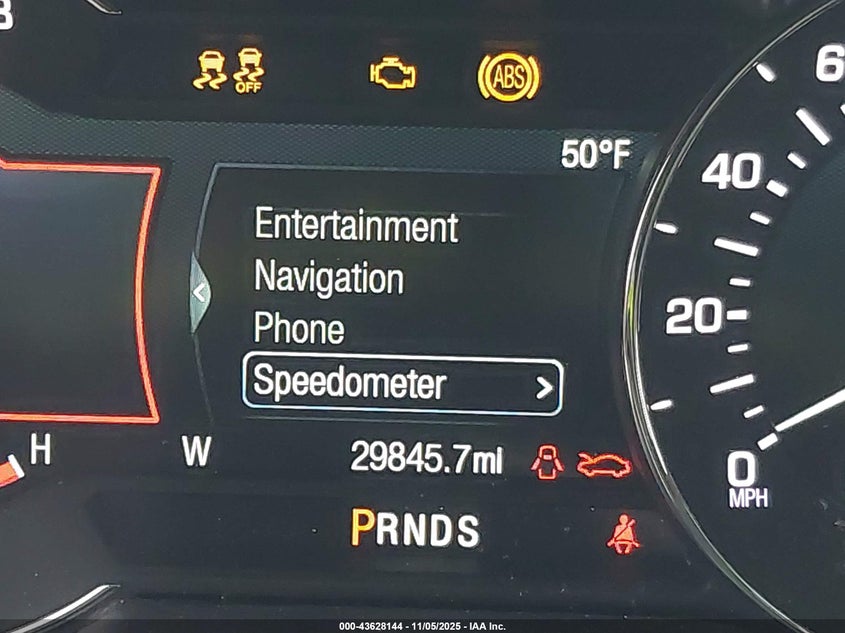 OFF
ABS
50°F
40
Entertainment
Navigation
20
Phone
Speedometer >
H
W
29845.7mi
0
MPH
PRNDS
000-43628144 - 11/05/2025 - IAA Inc.